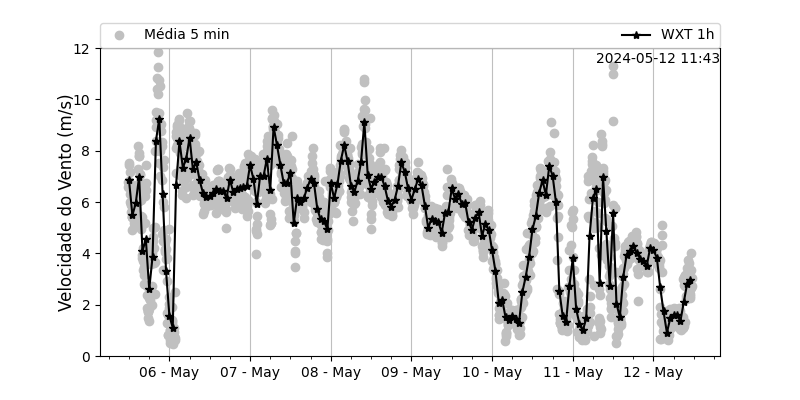 Média 5 min
WXT 1h
2024-05-12 11:43
Velocidade do Vento (m/s)
12
10
8
6
4
2
0
06 - May
07 - May
08 - May
09 - May
10 - May
11 - May
12 - May